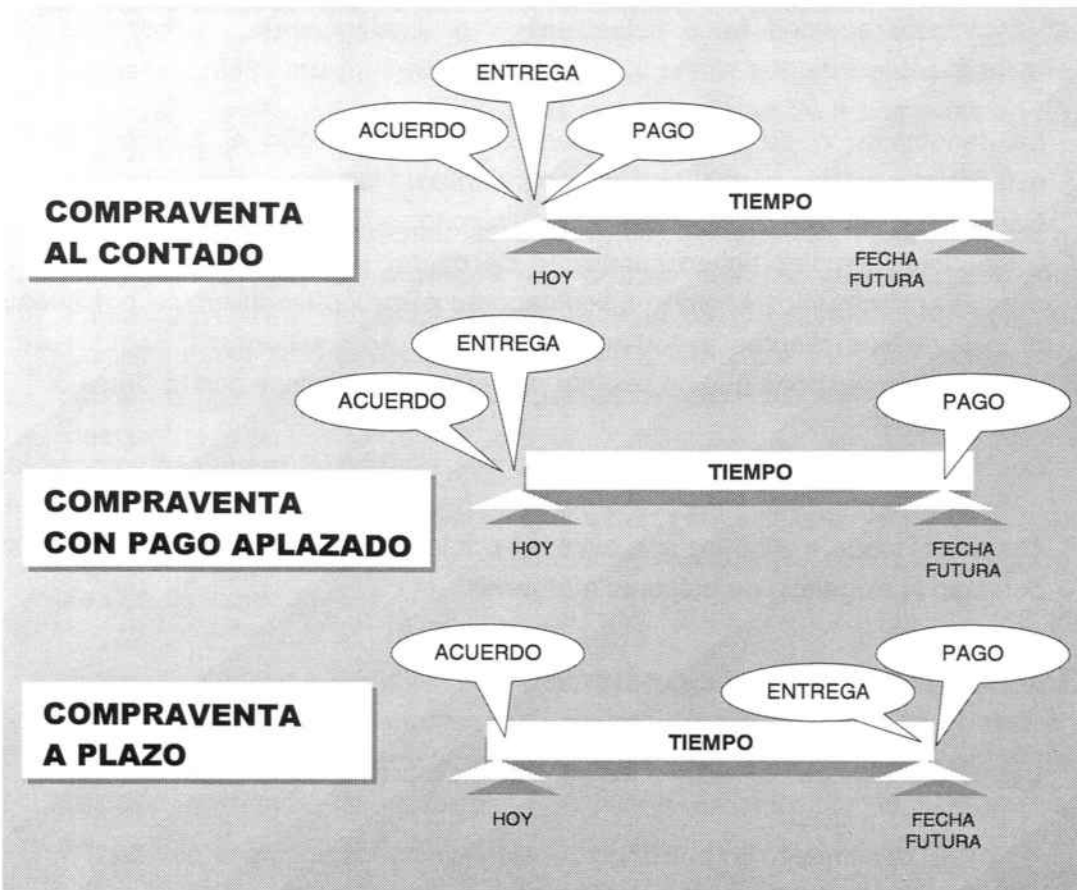 ENTREGA
ACUERDO
PAGO
COMPRAVENTA
AL CONTADO
TIEMPO
HOY
FECHA
FUTURA
ENTREGA
ACUERDO
PAGO
COMPRAVENTA
CON PAGO APLAZADO
TIEMPO
HOY
FECHA
FUTURA
ACUERDO
PAGO
ENTREGA
COMPRAVENTA
A PLAZO
TIEMPO
HOY
FECHA
FUTURA